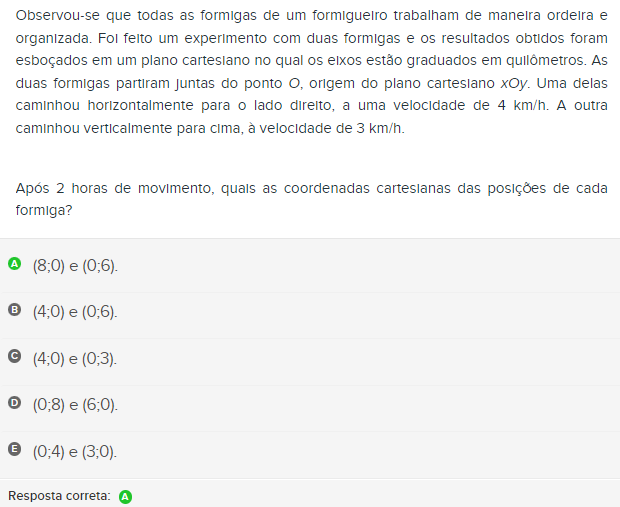 Observou-se que todas as formigas de um formigueiro trabalham de maneira ordeira e
organizada. Foi feito um experimento com duas formigas e os resultados obtidos foram
esboçados em um plano cartesiano no qual os eixos estão graduados em quilômetros. As
duas formigas partiram juntas do ponto O, origem do plano cartesiano xOy. Uma delas
caminhou horizontalmente para o lado direito, a uma velocidade de 4 km/h. A outra
caminhou verticalmente para cima, à velocidade de 3 km/h.
Após 2 horas de movimento, quais as coordenadas cartesianas das posições de cada
formiga?
A (8;0) e (0;6).
B (4;0) e (0;6).
C (4;0) e (0;3).
D (0;8) e (6;0).
E (0;4) e (3;0).
Resposta correta: A